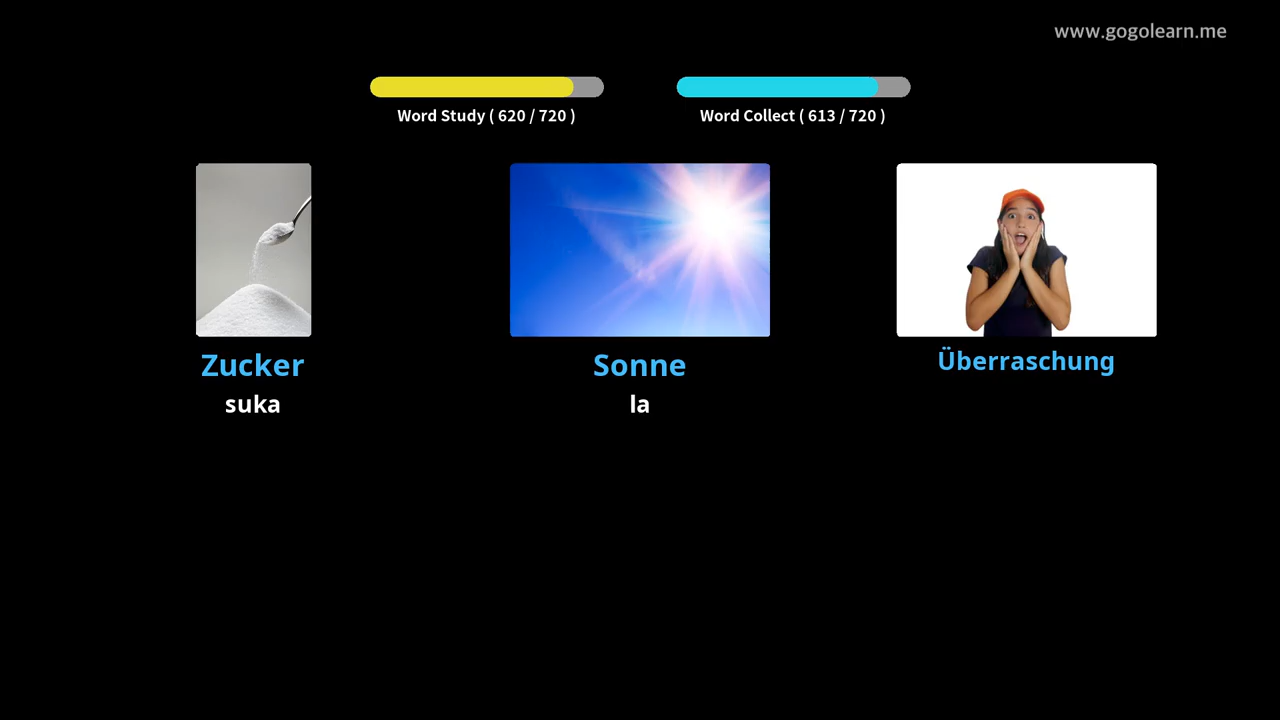 www.gogolearn.me
Word Study ( 620 / 720 )
Word Collect ( 613 / 720 )
Zucker
suka
Sonne
la
Überraschung